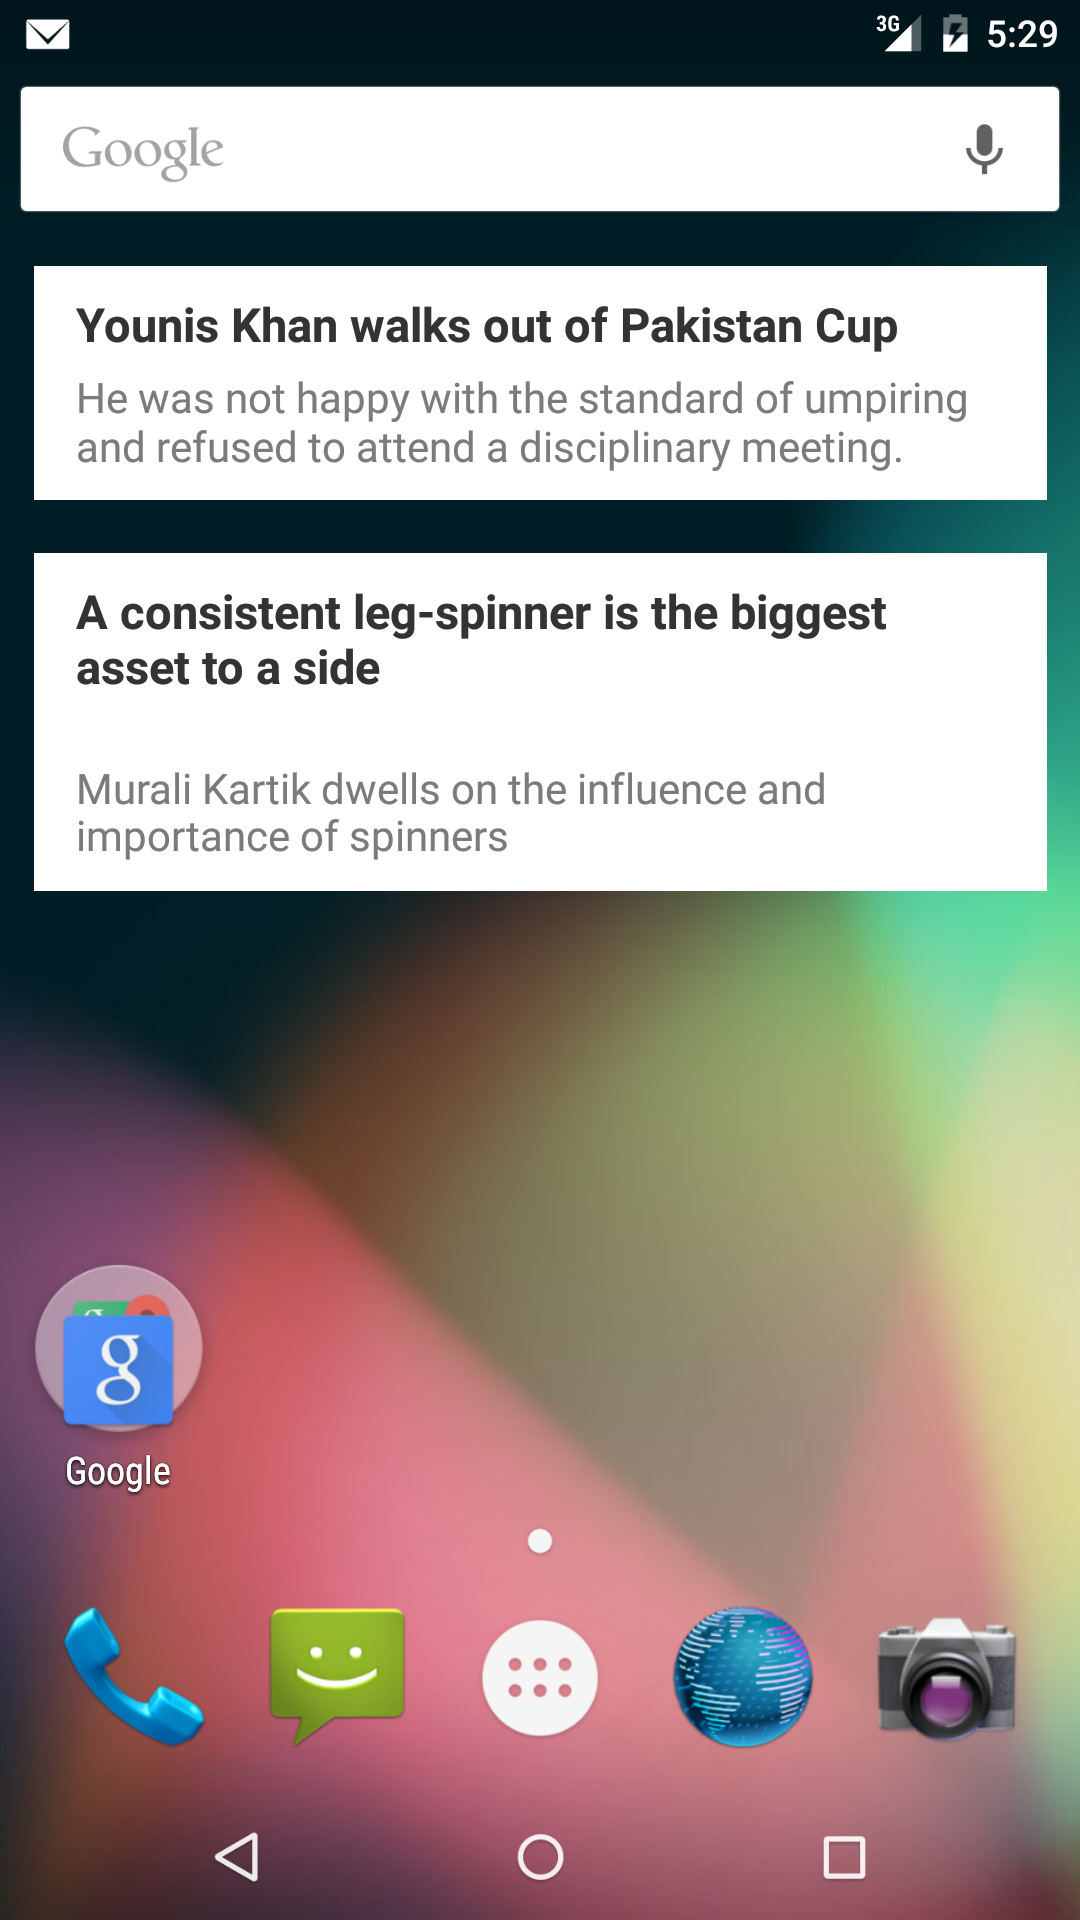 3G 5:29
Google
Younis Khan walks out of Pakistan Cup
He was not happy with the standard of umpiring
and refused to attend a disciplinary meeting.
A consistent leg-spinner is the biggest
asset to a side
Murali Kartik dwells on the influence and
importance of spinners
g
Google